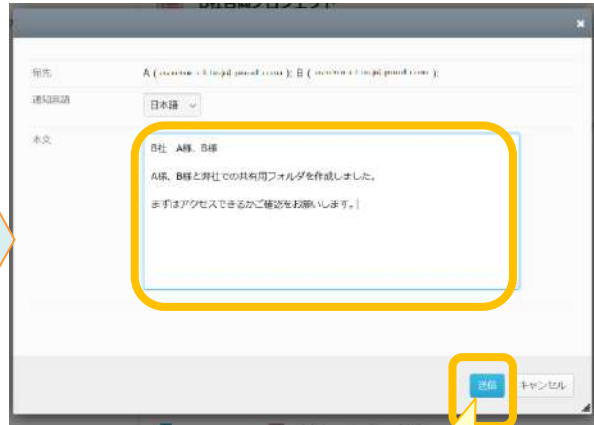 B社合同プロジェクト
×
宛先
A ( ); B ( );
通知言語
日本語
本文
B社 A様、B様
A様、B様と弊社での共有用フォルダを作成しました。
まずはアクセスできるかご確認をお願いします。
送信 キャンセル